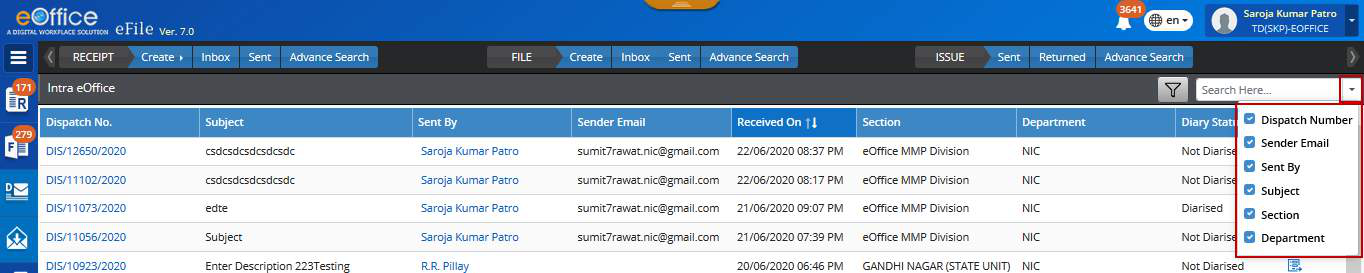 eOffice
A DIGITAL WORKPLACE SOLUTION
eFile Ver. 7.0
3641
en
Saroja Kumar Patro
TD(SKP)-EOFFICE
RECEIPT Create Inbox Sent Advance Search FILE Create Inbox Sent Advance Search ISSUE Sent Returned Advance Search
171
R
Intra eOffice Search Here...
Dispatch No. Subject Sent By Sender Email Received On Section Department Diary Statu
Dispatch Number
Sender Email
Sent By
Subject
Section
Department
279
F
D
DIS/12650/2020 csdcsdcsdcsdcsdc Saroja Kumar Patro sumit7rawat.nic@gmail.com 22/06/2020 08:37 PM eOffice MMP Division NIC Not Diarised
DIS/11102/2020 csdcsdcsdcsdcsdc Saroja Kumar Patro sumit7rawat.nic@gmail.com 22/06/2020 08:17 PM eOffice MMP Division NIC Not Diarised
DIS/11073/2020 edte Saroja Kumar Patro sumit7rawat.nic@gmail.com 21/06/2020 09:07 PM eOffice MMP Division NIC Diarised
DIS/11056/2020 Subject Saroja Kumar Patro sumit7rawat.nic@gmail.com 21/06/2020 07:39 PM eOffice MMP Division NIC Not Diarised
DIS/10923/2020 Enter Description 223Testing R.R. Pillay 20/06/2020 06:46 PM GANDHI NAGAR (STATE UNIT) NIC Not Diarised